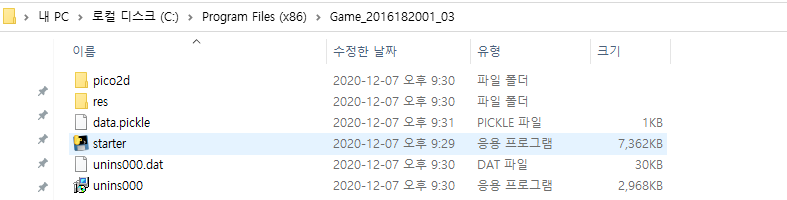 내 PC > 로컬 디스크 (C:) > Program Files (x86) > Game_2016182001_03
이름 수정한 날짜 유형 크기
pico2d 2020-12-07 오후 9:30 파일 폴더
res 2020-12-07 오후 9:30 파일 폴더
data.pickle 2020-12-07 오후 9:31 PICKLE 파일 1KB
starter 2020-12-07 오후 9:29 응용 프로그램 7,362KB
unins000.dat 2020-12-07 오후 9:30 DAT 파일 30KB
unins000 2020-12-07 오후 9:30 응용 프로그램 2,968KB